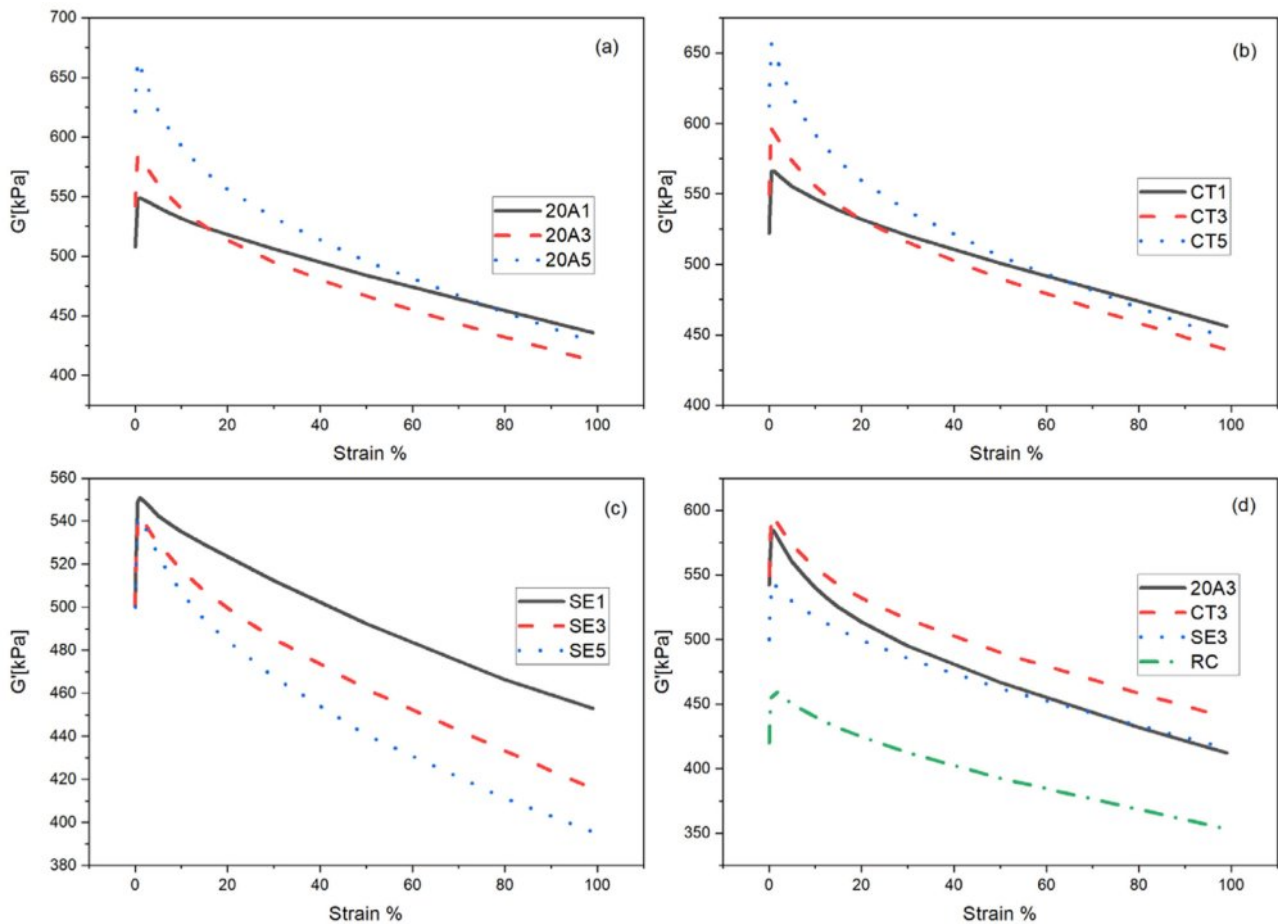 (a)
G'[kPa]
700
650
600
550
500
450
400
20A1
20A3
20A5
0 20 40 60 80 100
Strain %
(b)
G'[kPa]
650
600
550
500
450
400
CT1
CT3
CT5
0 20 40 60 80 100
Strain %
(c)
G'[kPa]
560
540
520
500
480
460
440
420
400
380
SE1
SE3
SE5
0 20 40 60 80 100
Strain %
(d)
G'[kPa]
600
550
500
450
400
350
20A3
CT3
SE3
RC
0 20 40 60 80 100
Strain %